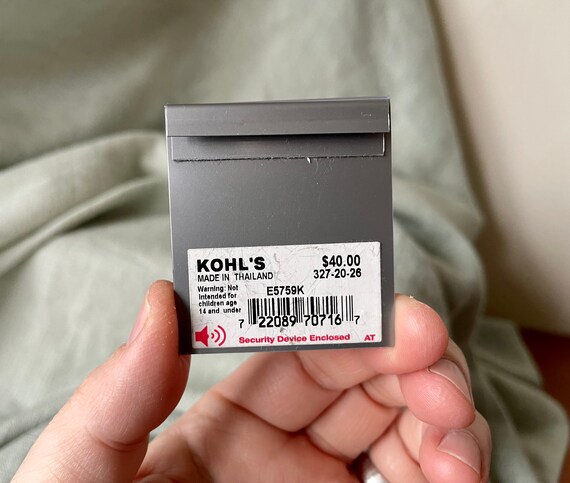 KOHL'S $40.00
MADE IN THAILAND 327-20-26
Warning: Not
Intended for
children age
14 and under
E5759K
7 22089 70716 7
Security Device Enclosed AT